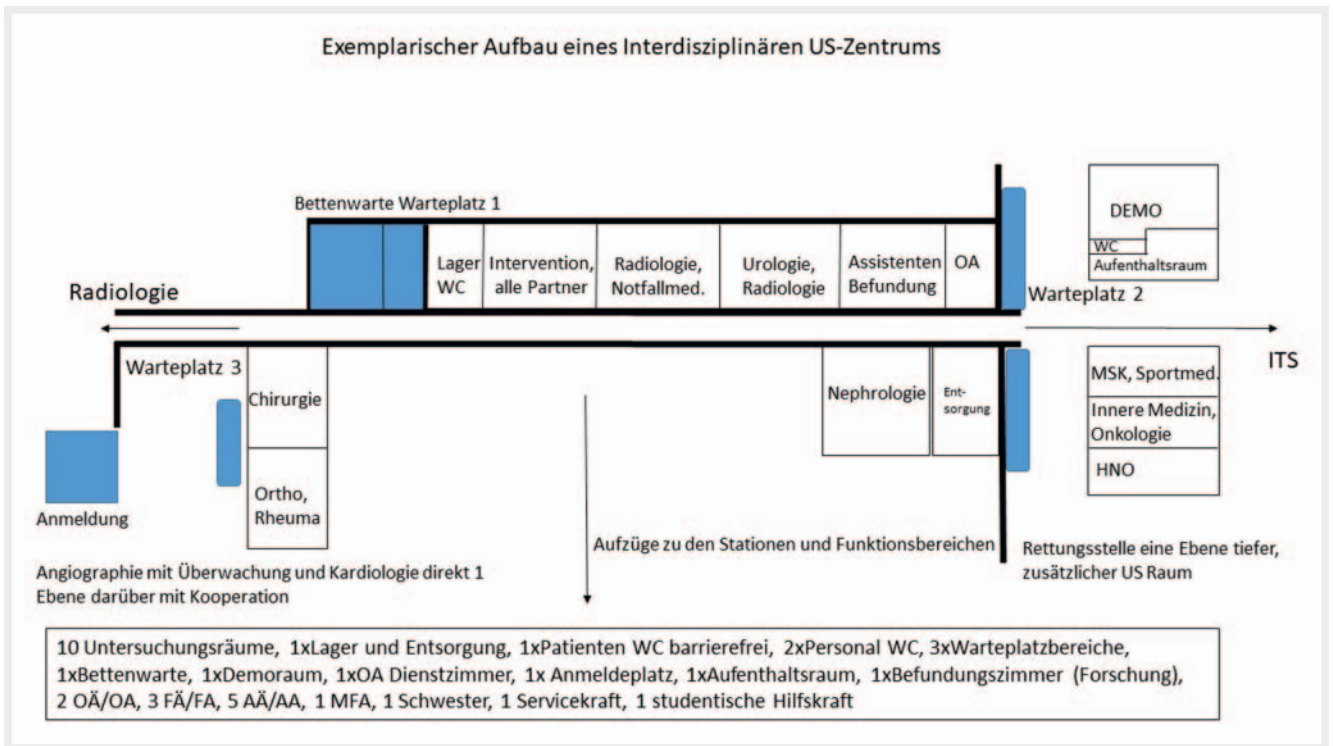 Exemplarischer Aufbau eines Interdisziplinären US-Zentrums
Bettenwarte Warteplatz 1
Lager
WC
Intervention,
alle Partner
Radiologie,
Notfallmed.
Urologie,
Radiologie
Assistenten
Befundung
OA
DEMO
WC
Aufenthaltsraum
Radiologie
Warteplatz 2
ITS
Warteplatz 3
Chirurgie
Ortho,
Rheuma
Nephrologie
Ent-
sorgung
MSK, Sportmed.
Innere Medizin,
Onkologie
HNO
Anmeldung
Aufzüge zu den Stationen und Funktionsbereichen
Rettungsstelle eine Ebene tiefer,
zusätzlicher US Raum
Angiographie mit Überwachung und Kardiologie direkt 1
Ebene darüber mit Kooperation
10 Untersuchungsräume, 1xLager und Entsorgung, 1xPatienten WC barrierefrei, 2xPersonal WC, 3xWarteplatzbereiche,
1xBettenwarte, 1xDemoraum, 1xOA Dienstzimmer, 1x Anmeldeplatz, 1xAufenthaltsraum, 1xBefundungszimmer (Forschung),
2 OÄ/OA, 3 FÄ/FA, 5 AÄ/AA, 1 MFA, 1 Schwester, 1 Servicekraft, 1 studentische Hilfskraft